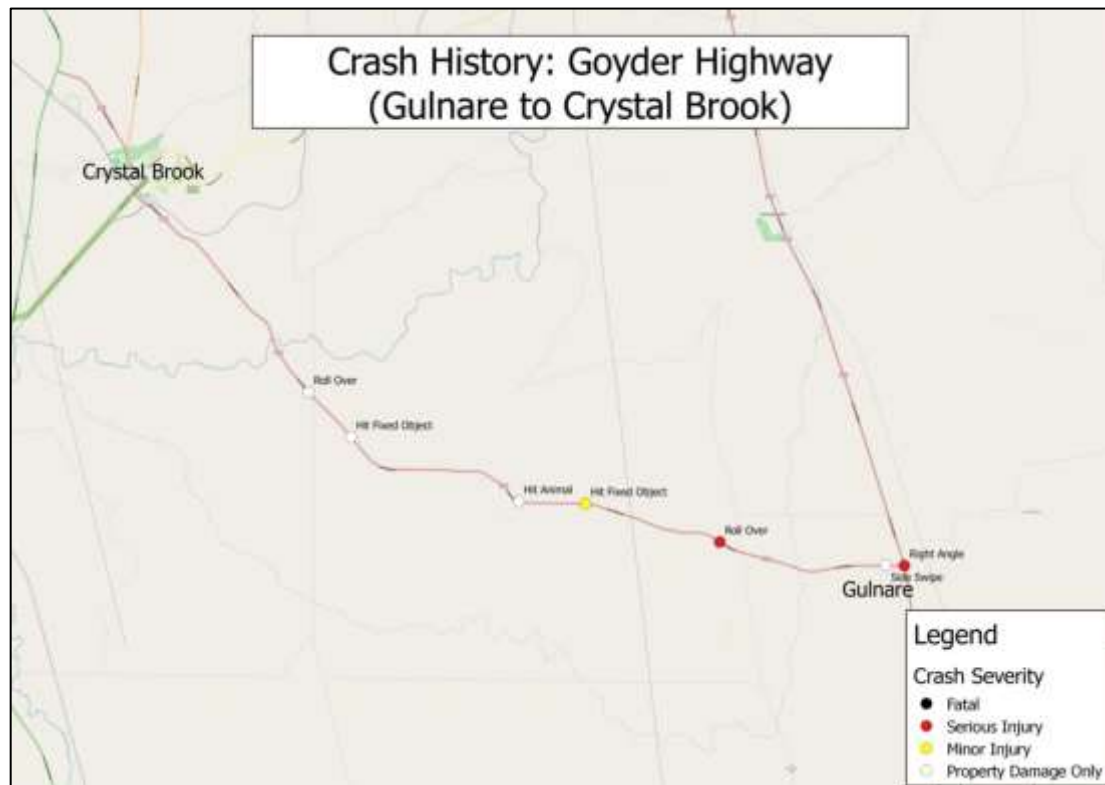 Crash History: Goyder Highway
(Gulnare to Crystal Brook)
Crystal Brook
Roll Over
Hit Fixed Object
Hit Animal
Hit Fixed Object
Roll Over
Right Angle
Side Swipe
Gulnare
Legend
Crash Severity
Fatal
Serious Injury
Minor Injury
Property Damage Only